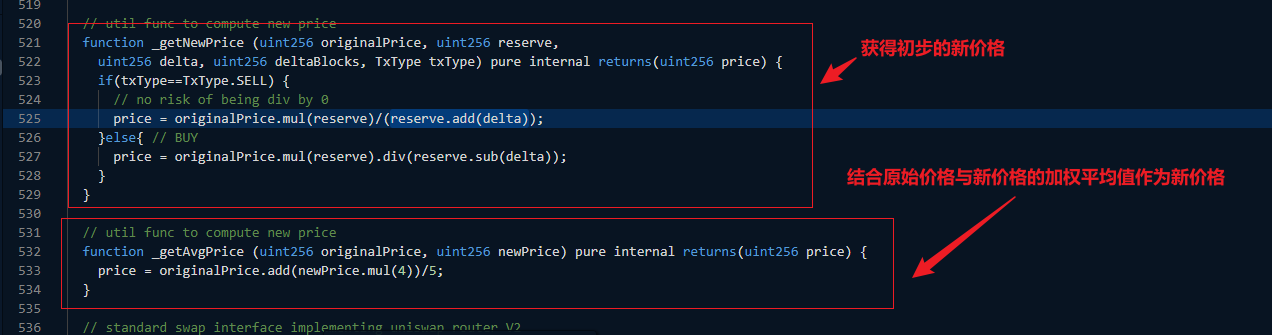 519
520 // util func to compute new price
521 function _getNewPrice (uint256 originalPrice, uint256 reserve,
获得初步的新价格
522 uint256 delta, uint256 deltaBlocks, TxType txType) pure internal returns(uint256 price) {
523 if(txType==TxType.SELL) {
524 // no risk of being div by 0
525 price = originalPrice.mul(reserve)/(reserve.add(delta));
526 }else{ // BUY
527 price = originalPrice.mul(reserve).div(reserve.sub(delta));
528 }
结合原始价格与新价格的加权平均值作为新价格
529 }
530
531 // util func to compute new price
532 function _getAvgPrice (uint256 originalPrice, uint256 newPrice) pure internal returns(uint256 price) {
533 price = originalPrice.add(newPrice.mul(4))/5;
534 }
535
536 // standard swap interface implementing uniswap router V2